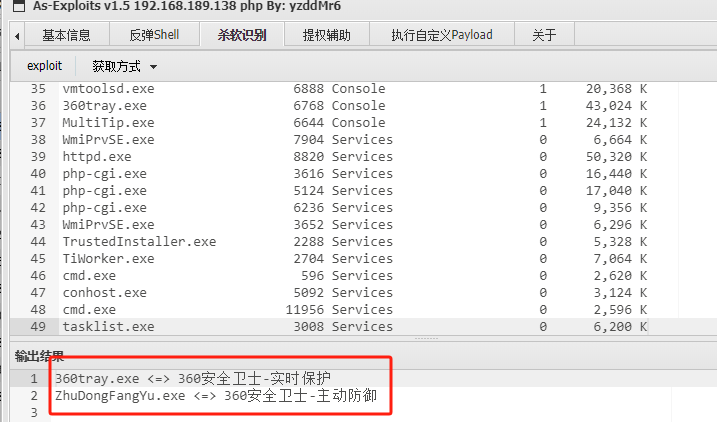 As-Exploits v1.5 192.168.189.138 php By: yzddMr6
基本信息 反弹Shell 杀软识别 提权辅助 执行自定义Payload 关于
exploit 获取方式
35 vmtoolsd.exe 6888 Console 1 20,368 K
36 360tray.exe 6768 Console 1 43,024 K
37 MultiTip.exe 6644 Console 1 24,132 K
38 WmiPrvSE.exe 7904 Services 0 6,664 K
39 httpd.exe 8820 Services 0 50,320 K
40 php-cgi.exe 3616 Services 0 16,440 K
41 php-cgi.exe 5124 Services 0 17,040 K
42 php-cgi.exe 6236 Services 0 9,356 K
43 WmiPrvSE.exe 3652 Services 0 6,296 K
44 TrustedInstaller.exe 2288 Services 0 5,328 K
45 TiWorker.exe 2704 Services 0 7,064 K
46 cmd.exe 596 Services 0 2,620 K
47 conhost.exe 5092 Services 0 3,124 K
48 cmd.exe 11956 Services 0 2,596 K
49 tasklist.exe 3008 Services 0 6,200 K
输出结果
1 360tray.exe <=> 360安全卫士-实时保护
2 ZhuDongFangYu.exe <=> 360安全卫士-主动防御
3